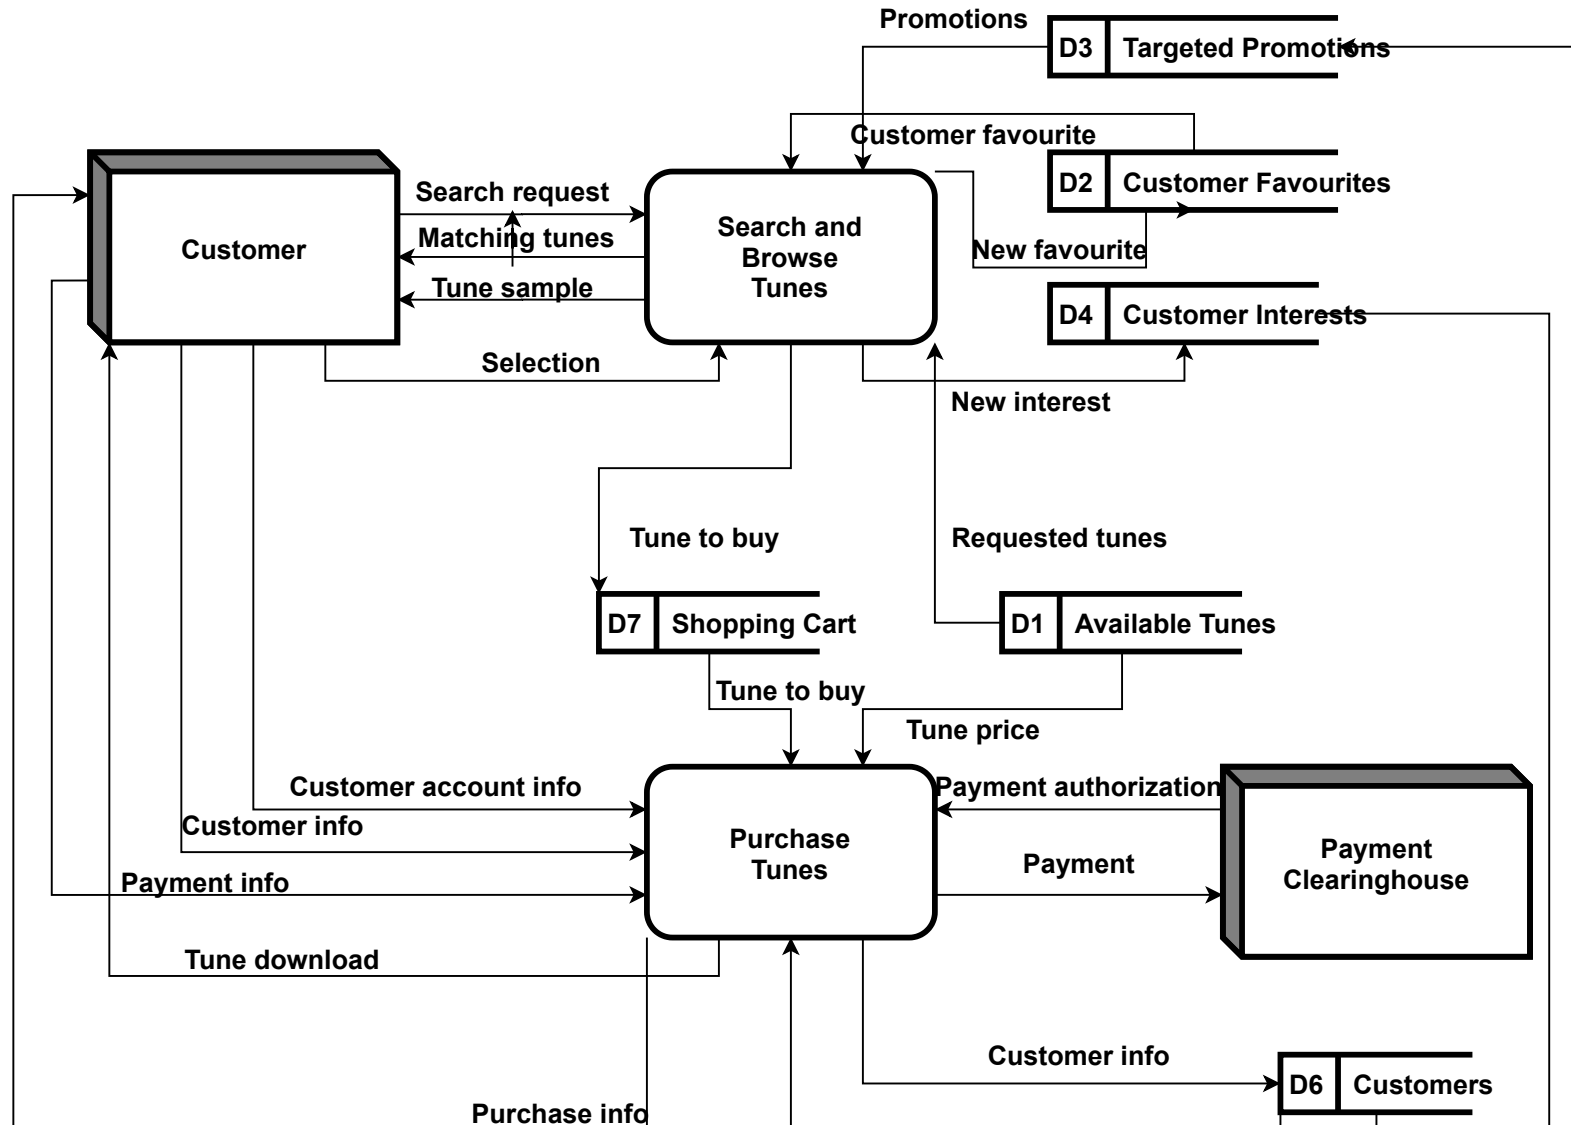 Promotions
D3 Targeted Promotions
Customer favourite
D2 Customer Favourites
Search request
Customer
Matching tunes
Search and
Browse
Tunes
New favourite
Tune sample
D4 Customer Interests
Selection
New interest
Tune to buy
Requested tunes
D7 Shopping Cart
D1 Available Tunes
Tune to buy
Tune price
Customer account info
Payment authorization
Customer info
Purchase
Tunes
Payment
Clearinghouse
Payment
Payment info
Tune download
Customer info
D6 Customers
Purchase info